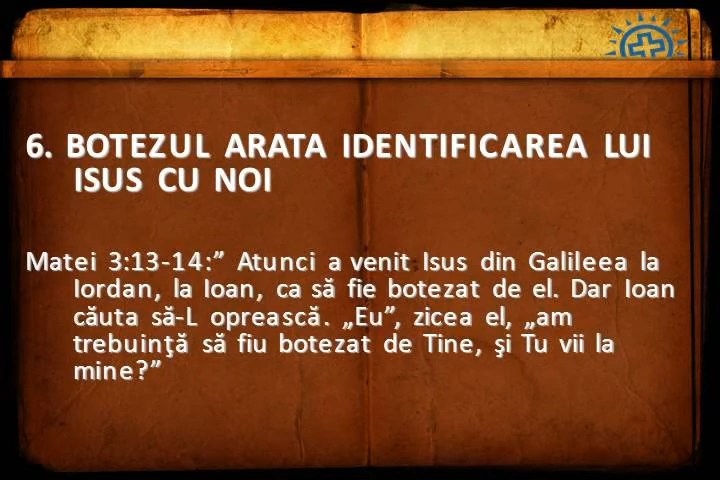 6. BOTEZUL ARATA IDENTIFICAREA LUI
ISUS CU NOI
Matei 3:13-14:” Atunci a venit Isus din Galileea la
Iordan, la Ioan, ca să fie botezat de el. Dar Ioan
căuta să-L oprească. „Eu”, zicea el, „am
trebuinţă să fiu botezat de Tine, şi Tu vii la
mine?”